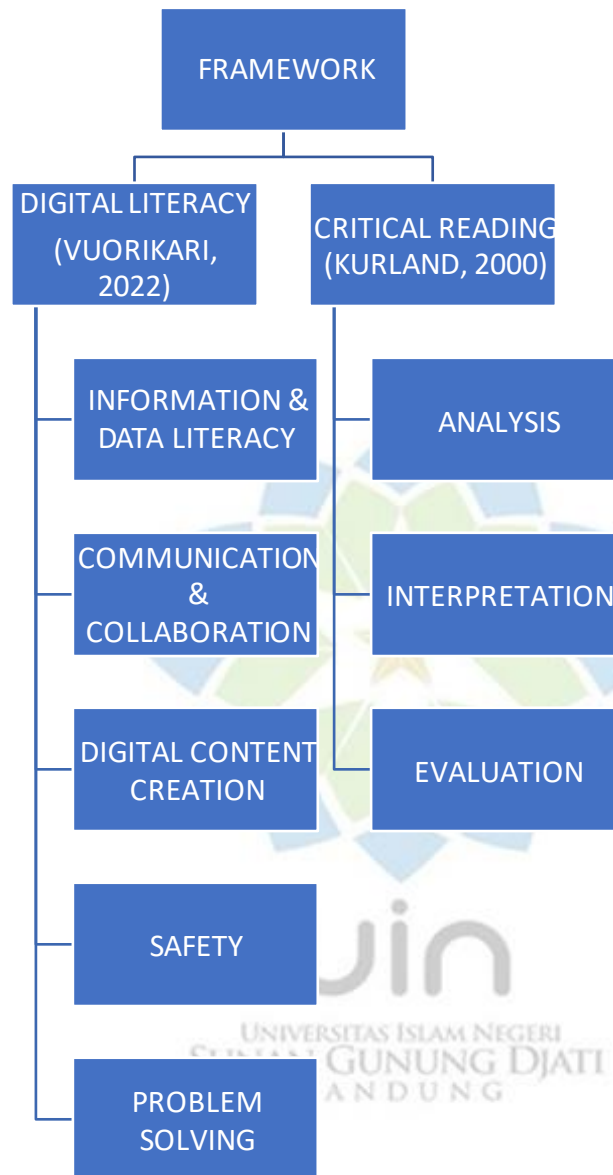 FRAMEWORK
DIGITAL LITERACY
(VUORIKARI,
2022)
INFORMATION &
DATA LITERACY
COMMUNICATION
&
COLLABORATION
DIGITAL CONTENT
CREATION
SAFETY
PROBLEM
SOLVING
CRITICAL READING
(KURLAND, 2000)
ANALYSIS
INTERPRETATION
EVALUATION
uin
UNIVERSITAS ISLAM NEGERI
GUNUNG DJATI